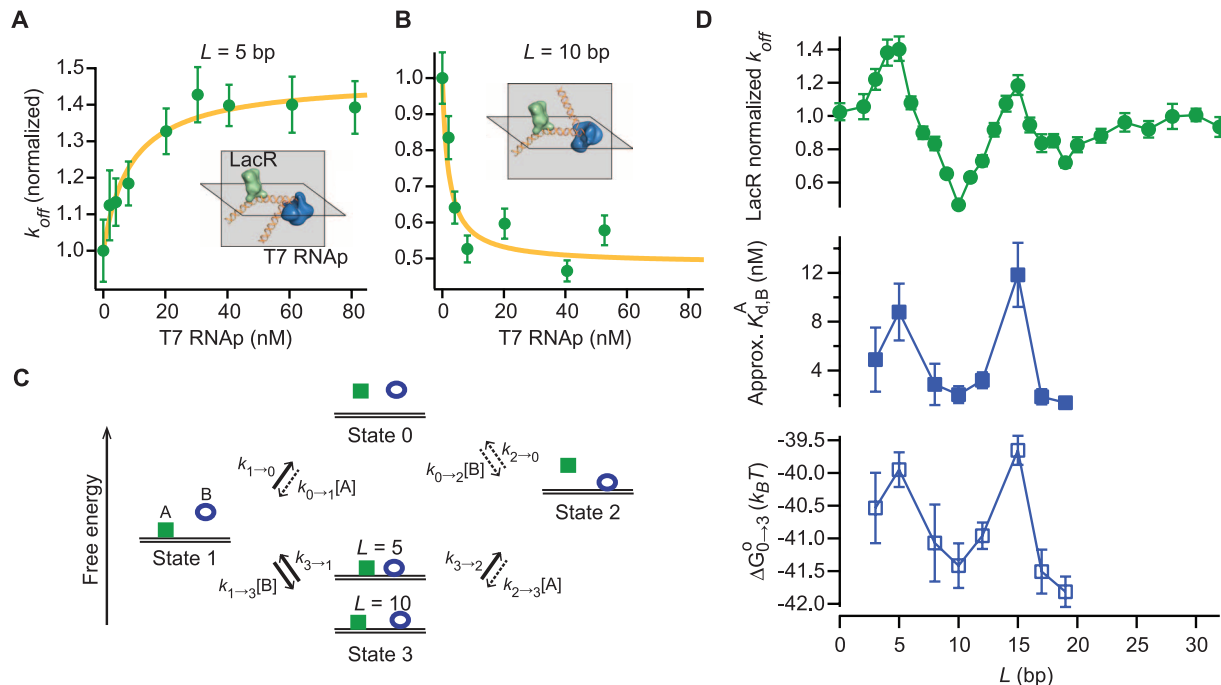 A
L = 5 bp
k_off (normalized)
1.5
1.4
1.3
1.2
1.1
1.0
LacR
T7 RNAp
0
20
40
60
80
T7 RNAp (nM)
B
L = 10 bp
1.0
0.9
0.8
0.7
0.6
0.5
0
20
40
60
80
T7 RNAp (nM)
C
Free energy
State 0
k_1→0
k_0→1[A]
k_0→2[B]
k_2→0
A
B
State 1
State 2
k_1→3[B]
k_3→1
L = 5
L = 10
State 3
k_3→2
k_2→3[A]
D
LacR normalized k_off
1.4
1.2
1.0
0.8
0.6
Approx. K^A_d,B (nM)
12
8
4
ΔG°_0→3 (k_BT)
-39.5
-40.0
-40.5
-41.0
-41.5
-42.0
0
5
10
15
20
25
30
L (bp)